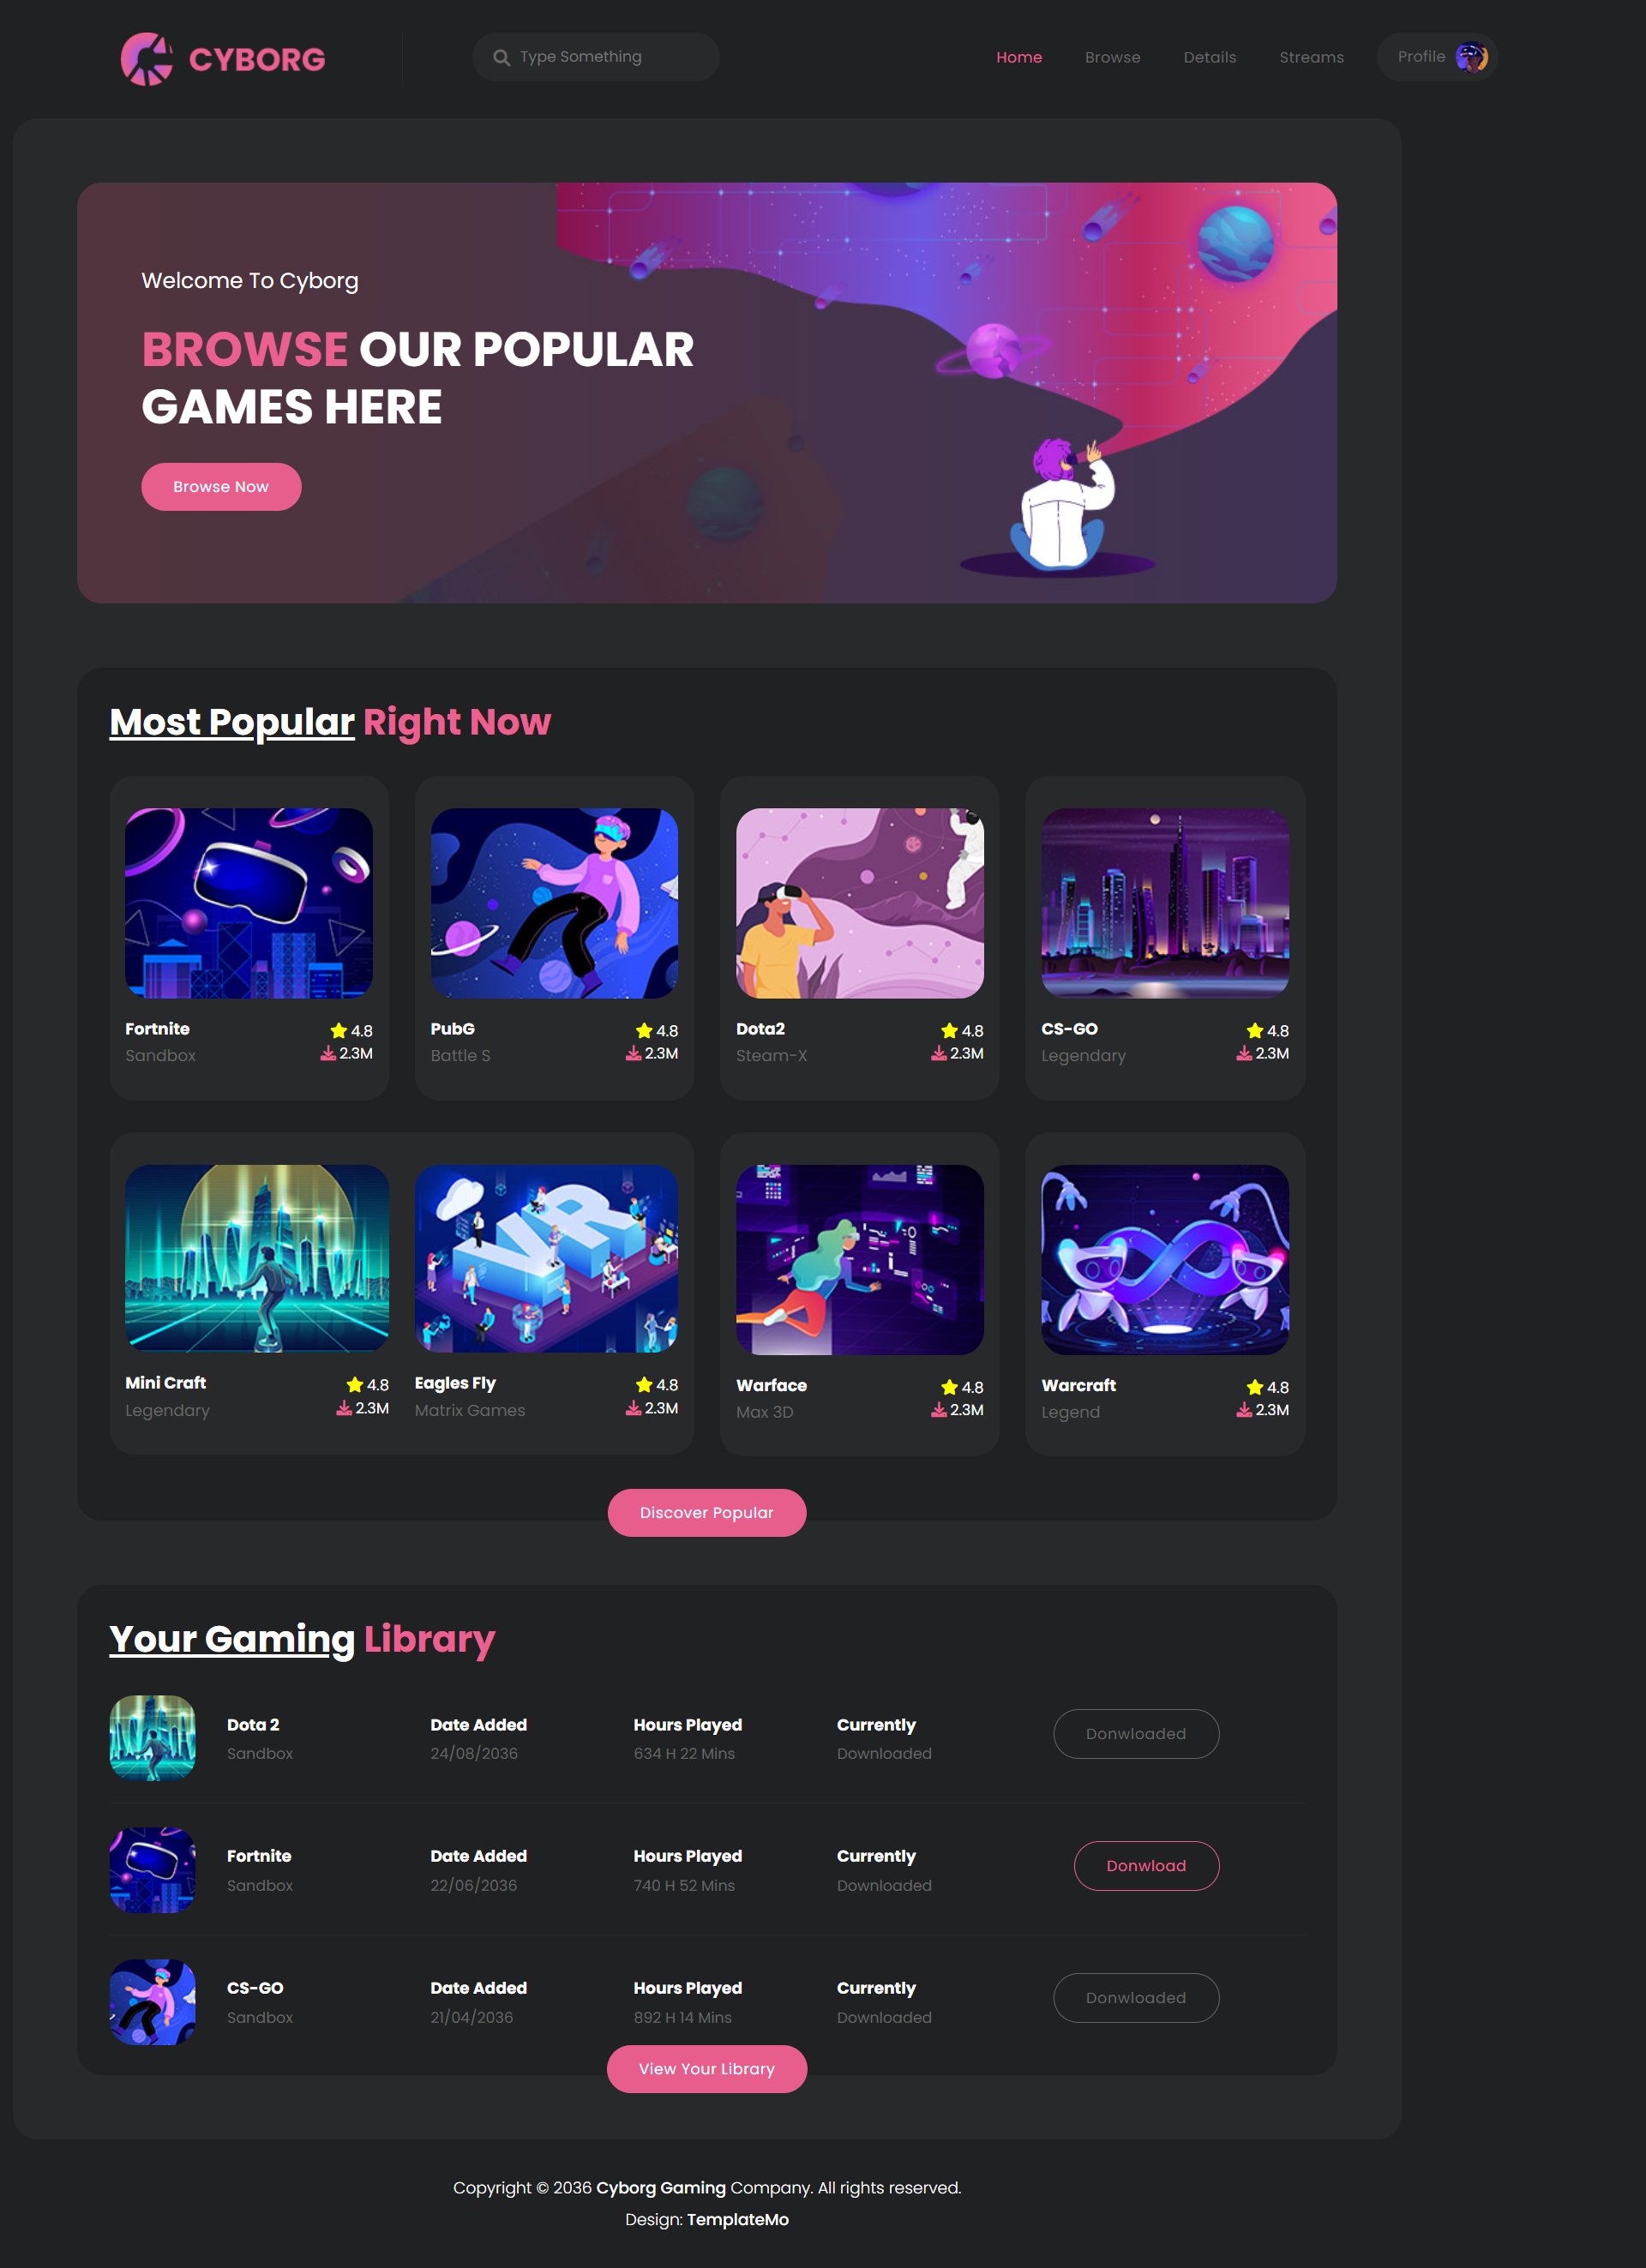 CYBORG
Type Something
Home
Browse
Details
Streams
Profile
Welcome To Cyborg
BROWSE OUR POPULAR
GAMES HERE
Browse Now
Most Popular Right Now
Fortnite
Sandbox
4.8
2.3M
PubG
Battle S
4.8
2.3M
Dota2
Steam-X
4.8
2.3M
CS-GO
Legendary
4.8
2.3M
VR
Mini Craft
Legendary
4.8
2.3M
Eagles Fly
Matrix Games
4.8
2.3M
Warface
Max 3D
4.8
2.3M
Warcraft
Legend
4.8
2.3M
Discover Popular
Your Gaming Library
Dota 2
Sandbox
Date Added
24/08/2036
Hours Played
634 H 22 Mins
Currently
Downloaded
Donwloaded
Fortnite
Sandbox
Date Added
22/06/2036
Hours Played
740 H 52 Mins
Currently
Downloaded
Donwload
CS-GO
Sandbox
Date Added
21/04/2036
Hours Played
892 H 14 Mins
Currently
Downloaded
Donwloaded
View Your Library
Copyright © 2036 Cyborg Gaming Company. All rights reserved.
Design: TemplateMo